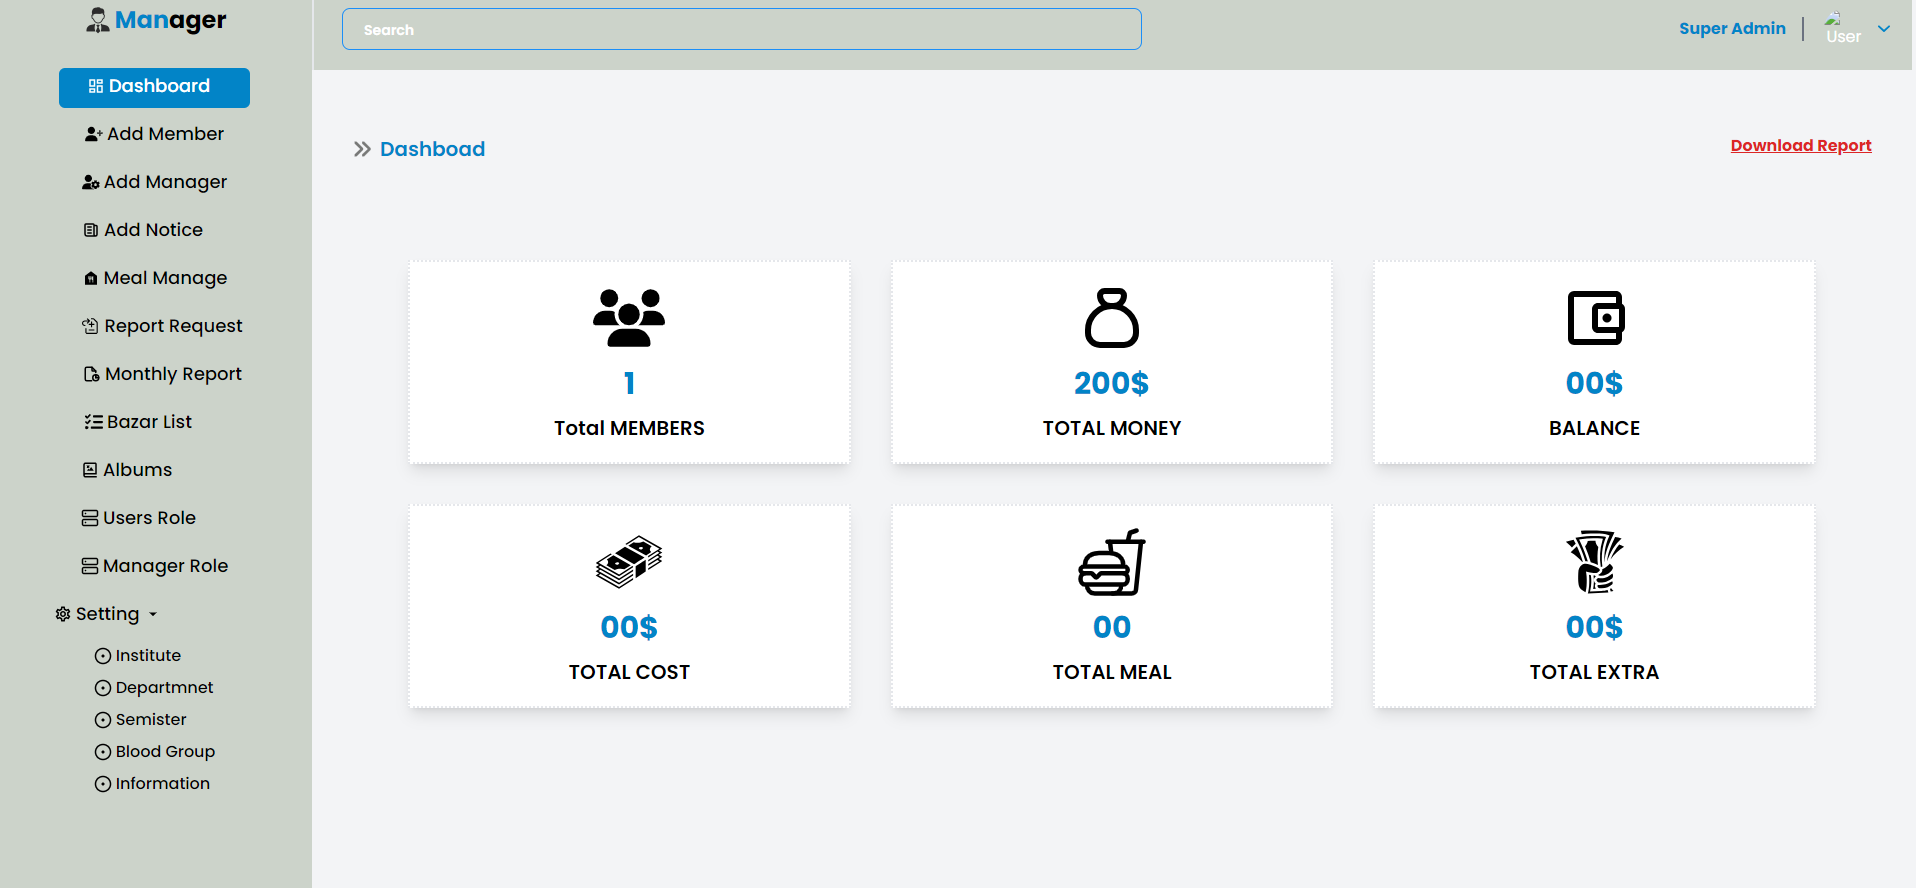 Manager
Dashboard
Add Member
Add Manager
Add Notice
Meal Manage
Report Request
Monthly Report
Bazar List
Albums
Users Role
Manager Role
Setting
Institute
Departmnet
Semister
Blood Group
Information
Search
Super Admin
User
Dashboad
Download Report
1
Total MEMBERS
200$
TOTAL MONEY
00$
BALANCE
00$
TOTAL COST
00
TOTAL MEAL
00$
TOTAL EXTRA